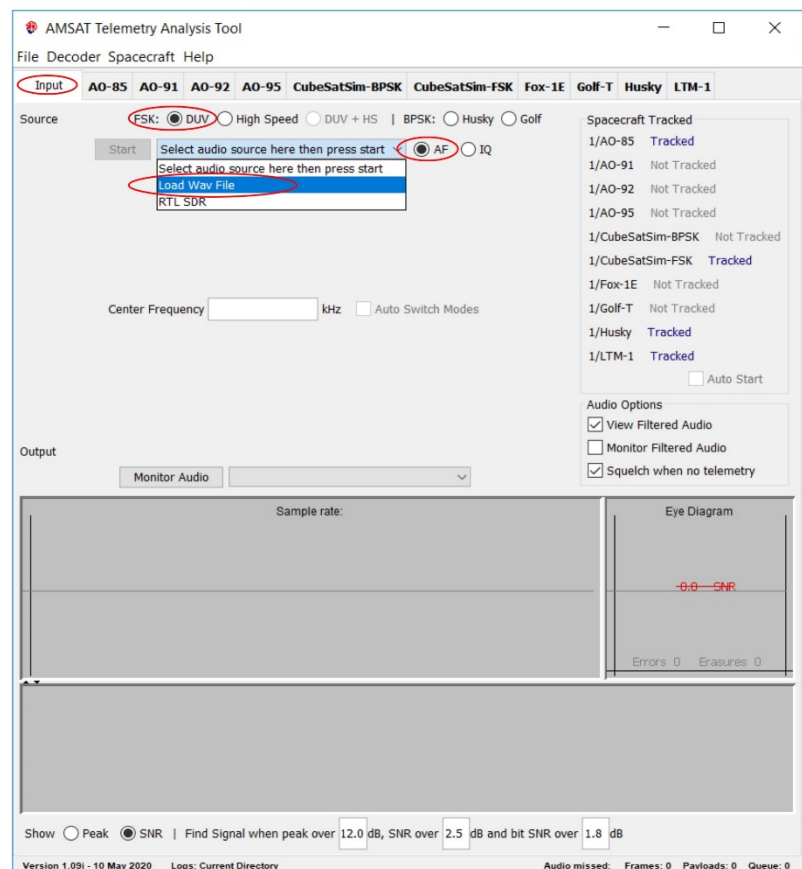 AMSAT Telemetry Analysis Tool
File Decoder Spacecraft Help
Input AO-85 AO-91 AO-92 AO-95 CubeSatSim-BPSK CubeSatSim-FSK Fox-1E Golf-T Husky LTM-1
Source FSK: DUV High Speed DUV + HS | BPSK: Husky Golf
Start Select audio source here then press start AF IQ
Select audio source here then press start
Load Wav File
RTL SDR
Center Frequency kHz Auto Switch Modes
Spacecraft Tracked
1/AO-85 Tracked
1/AO-91 Not Tracked
1/AO-92 Not Tracked
1/AO-95 Not Tracked
1/CubeSatSim-BPSK Not Tracked
1/CubeSatSim-FSK Tracked
1/Fox-1E Not Tracked
1/Golf-T Not Tracked
1/Husky Tracked
1/LTM-1 Tracked
Auto Start
Audio Options
View Filtered Audio
Monitor Filtered Audio
Squelch when no telemetry
Output
Monitor Audio
Sample rate:
Eye Diagram
0.0 SNR
Errors 0 Erasures 0
Show Peak SNR | Find Signal when peak over 12.0 dB, SNR over 2.5 dB and bit SNR over 1.8 dB
Version 1.09i - 10 May 2020 Logs: Current Directory Audio missed: Frames: 0 Payloads: 0 Queue: 0